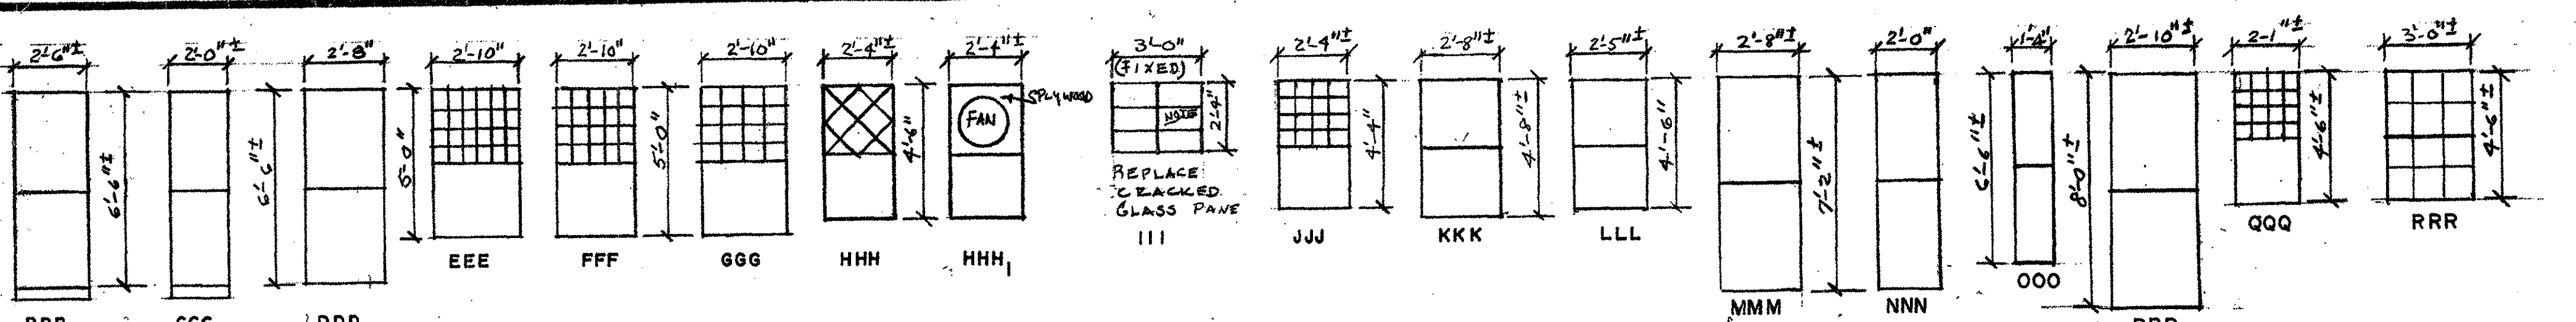 2'-6"± 2'-0"± 2'-8" 2'-10" 2'-10" 2'-10" 2'-4"± 2'-4"± 3'-0" 2'-4"± 2'-8"± 2'-5"± 2'-8"± 2'-0" 1'-4" 2'-10"± 2-1"± 3'-0"±
(FIXED)
5PLYWOOD
FAN
NOTE
6'-6"± 6'-6"± 5'-0" 5'-0" 4'-6" 2'-4" 4'-4" 4'-8"± 4'-6" 7'-2"± 6'-6"± 8'-0"± 4'-6"± 4'-6"±
REPLACE
CRACKED
GLASS PANE
EEE FFF GGG HHH HHH1 III JJJ KKK LLL MMM NNN OOO QQQ RRR